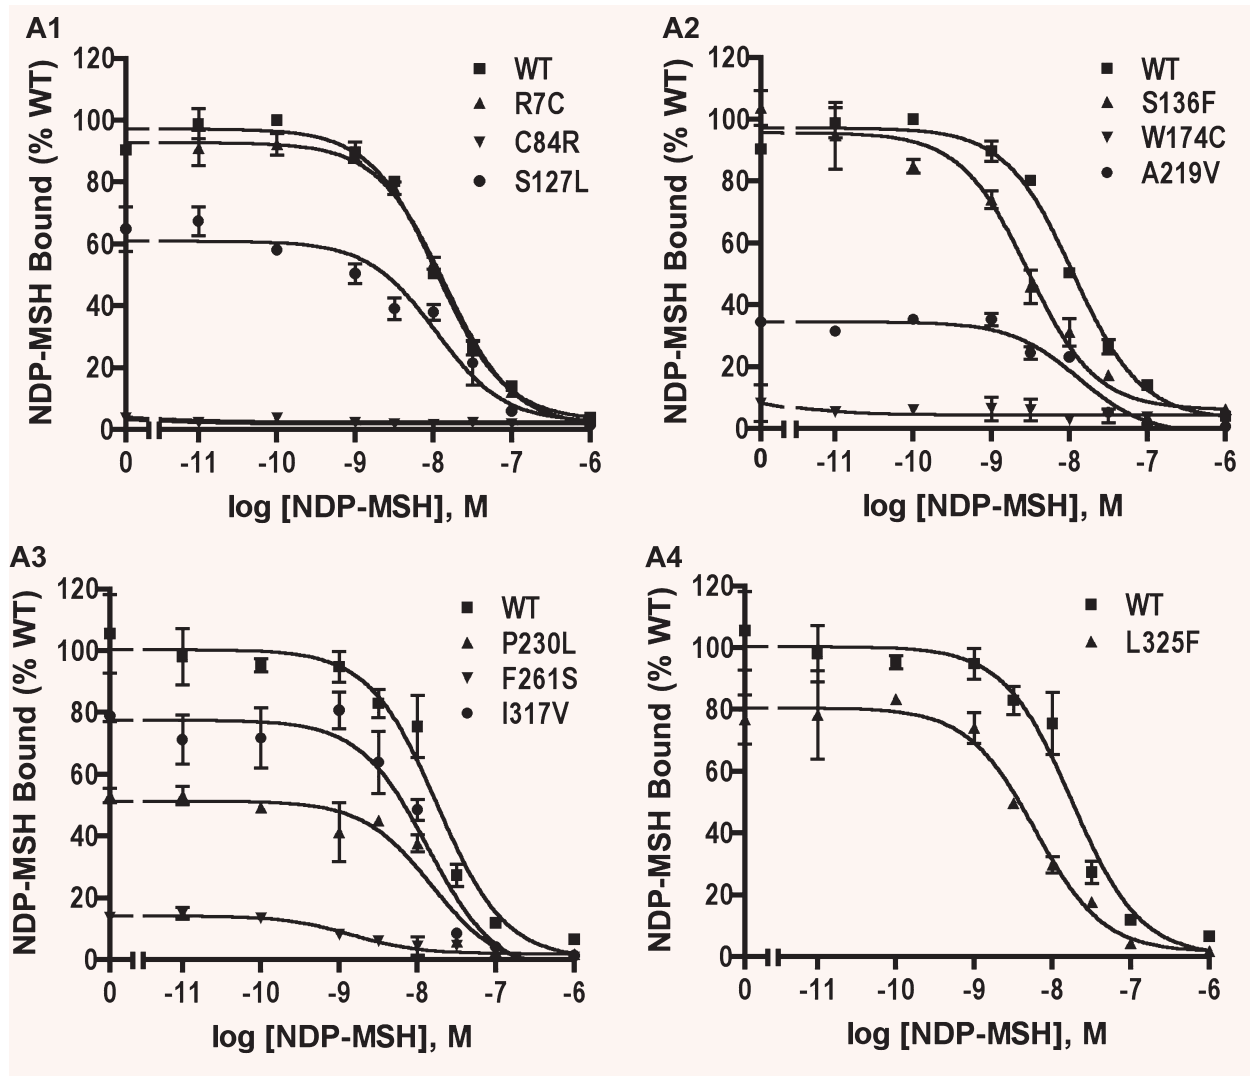 A1
NDP-MSH Bound (% WT)
120
100
80
60
40
20
0
WT
R7C
C84R
S127L
0 -11 -10 -9 -8 -7 -6
log [NDP-MSH], M
A2
NDP-MSH Bound (% WT)
120
100
80
60
40
20
0
WT
S136F
W174C
A219V
0 -11 -10 -9 -8 -7 -6
log [NDP-MSH], M
A3
NDP-MSH Bound (% WT)
120
100
80
60
40
20
0
WT
P230L
F261S
I317V
0 -11 -10 -9 -8 -7 -6
log [NDP-MSH], M
A4
NDP-MSH Bound (% WT)
120
100
80
60
40
20
0
WT
L325F
0 -11 -10 -9 -8 -7 -6
log [NDP-MSH], M